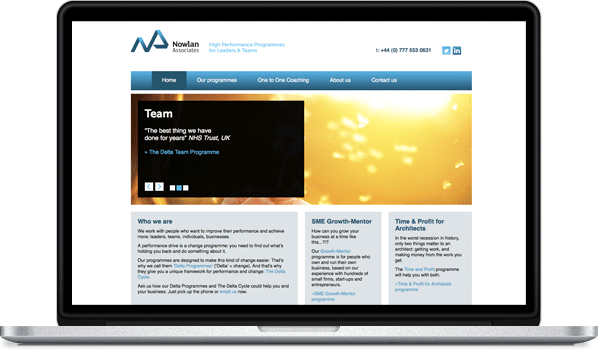 Nowlan
Associates
High Performance Programmes
for Leaders & Teams
t: +44 (0) 777 553 0631
Home
Our programmes
One to One Coaching
About us
Contact us
Team
"The best thing we have
done for years" NHS Trust, UK
» The Delta Team Programme
Who we are
We work with people who want to improve their performance and achieve
more: leaders, teams, individuals, businesses.
A performance drive is a change programme: you need to find out what's
holding you back and do something about it.
Our programmes are designed to make this kind of change easier. That's
why we call them 'Delta Programmes' ('Delta' = change). And that's why
they give you a unique framework for performance and change: The Delta
Cycle.
Ask us how our Delta Programmes and The Delta Cycle could help you and
your business. Just pick up the phone or email us now.
SME Growth-Mentor
How can you grow your
business at a time like
this...?!?
Our Growth-Mentor
programme is for people who
own and run their own
business, based on our
experience with hundreds of
small firms, start-ups and
entrepreneurs.
»SME Growth-Mentor
programme
Time & Profit for
Architects
In the worst recession in history,
only two things matter to an
architect: getting work, and
making money from the work you
get.
The Time and Profit programme
will help you with both.
»Time & Profit for Architects
programme